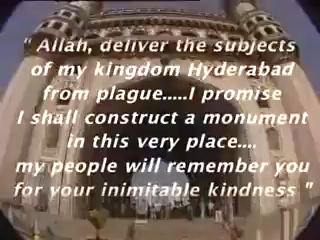 " Allah, deliver the subjects
of my kingdom Hyderabad
from plague.....I promise
I shall construct a monument
in this very place....
my people will remember you
for your inimitable kindness "